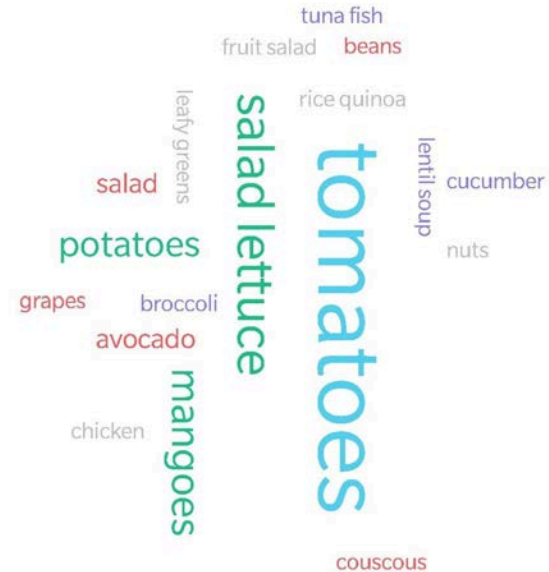 tuna fish
fruit salad
beans
leafy greens
salad lettuce
rice quinoa
tomatoes
lentil soup
salad
cucumber
potatoes
nuts
grapes
broccoli
avocado
mangoes
chicken
couscous